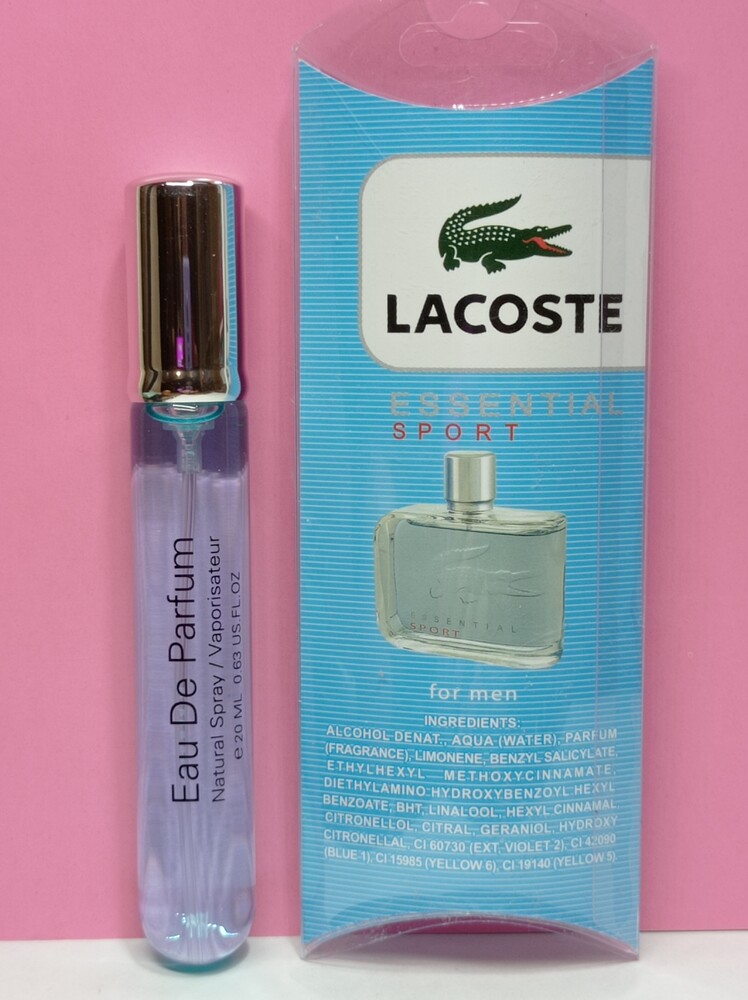 Eau De Parfum
Natural Spray / Vaporisateur
e 20 ML 0 63 US FL.OZ
LACOSTE
ESSENTIAL
SPORT
ESSENTIAL
SPORT
for men
INGREDIENTS:
ALCOHOL DENAT., AQUA (WATER), PARFUM
(FRAGRANCE), LIMONENE, BENZYL SALICYLATE,
ETHYLHEXYL METHOXYCINNAMATE,
DIETHYLAMINO HYDROXYBENZOYL HEXYL
BENZOATE, BHT, LINALOOL, HEXYL CINNAMAL,
CITRONELLOL, CITRAL, GERANIOL, HYDROXY
CITRONELLAL, CI 60730 (EXT, VIOLET 2), CI 42090
(BLUE 1), CI 15985 (YELLOW 6), CI 19140 (YELLOW 5)